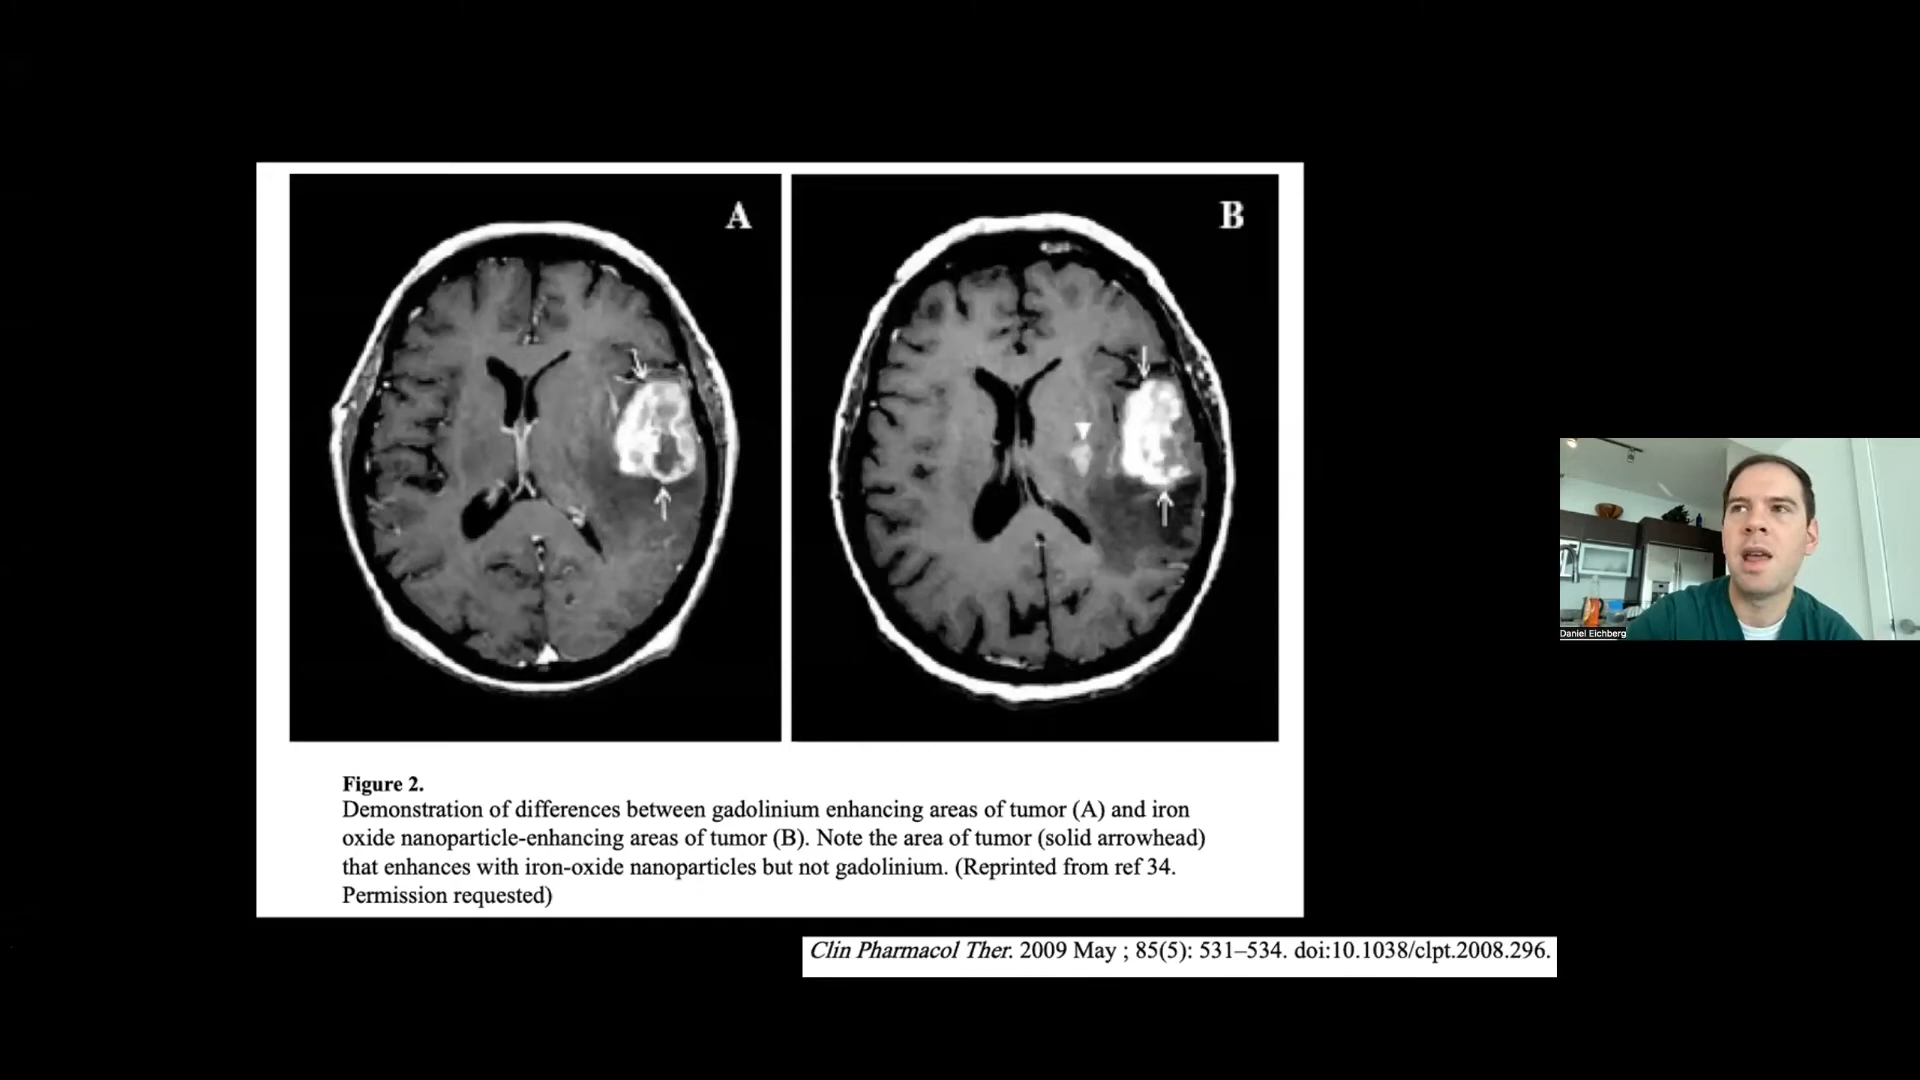 A
B
Figure 2.
Demonstration of differences between gadolinium enhancing areas of tumor (A) and iron
oxide nanoparticle-enhancing areas of tumor (B). Note the area of tumor (solid arrowhead)
that enhances with iron-oxide nanoparticles but not gadolinium. (Reprinted from ref 34.
Permission requested)
Clin Pharmacol Ther. 2009 May ; 85(5): 531–534. doi:10.1038/clpt.2008.296.
Daniel Eichberg